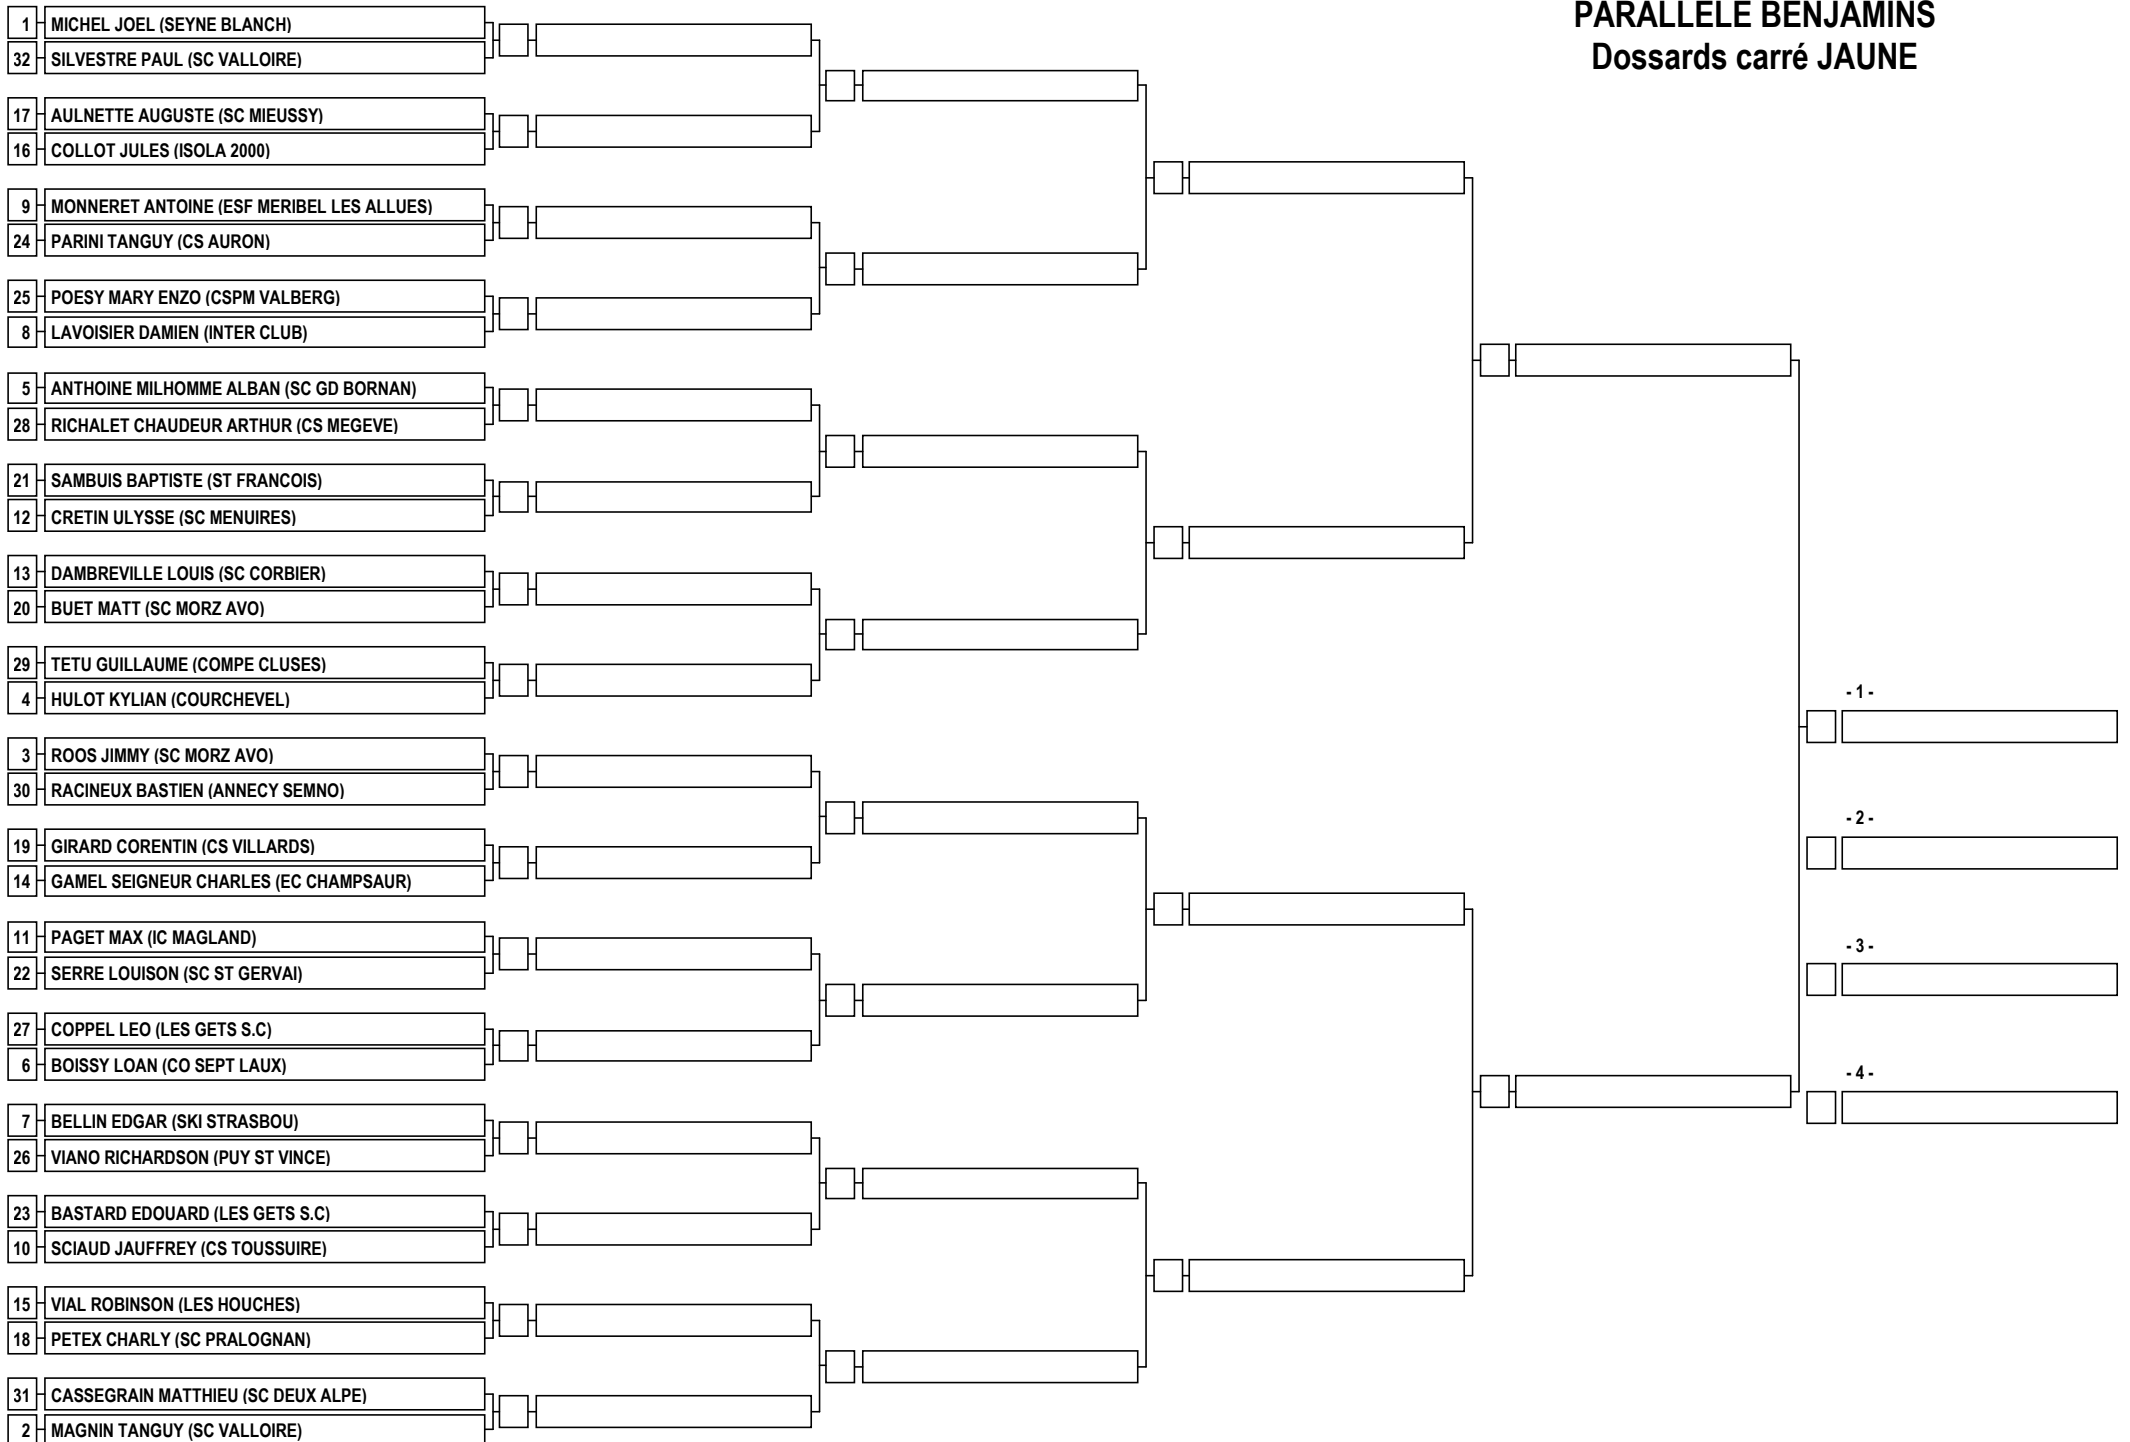 PARALLELE BENJAMINS
Dossards carré JAUNE
1 MICHEL JOEL (SEYNE BLANCH)
32 SILVESTRE PAUL (SC VALLOIRE)
17 AULNETTE AUGUSTE (SC MIEUSSY)
16 COLLOT JULES (ISOLA 2000)
9 MONNERET ANTOINE (ESF MERIBEL LES ALLUES)
24 PARINI TANGUY (CS AURON)
25 POESY MARY ENZO (CSPM VALBERG)
8 LAVOISIER DAMIEN (INTER CLUB)
5 ANTHOINE MILHOMME ALBAN (SC GD BORNAN)
28 RICHALET CHAUDEUR ARTHUR (CS MEGEVE)
21 SAMBUIS BAPTISTE (ST FRANCOIS)
12 CRETIN ULYSSE (SC MENUIRES)
13 DAMBREVILLE LOUIS (SC CORBIER)
20 BUET MATT (SC MORZ AVO)
29 TETU GUILLAUME (COMPE CLUSES)
4 HULOT KYLIAN (COURCHEVEL)
3 ROOS JIMMY (SC MORZ AVO)
30 RACINEUX BASTIEN (ANNECY SEMNO)
19 GIRARD CORENTIN (CS VILLARDS)
14 GAMEL SEIGNEUR CHARLES (EC CHAMPSAUR)
11 PAGET MAX (IC MAGLAND)
22 SERRE LOUISON (SC ST GERVAI)
27 COPPEL LEO (LES GETS S.C)
6 BOISSY LOAN (CO SEPT LAUX)
7 BELLIN EDGAR (SKI STRASBOU)
26 VIANO RICHARDSON (PUY ST VINCE)
23 BASTARD EDOUARD (LES GETS S.C)
10 SCIAUD JAUFFREY (CS TOUSSUIRE)
15 VIAL ROBINSON (LES HOUCHES)
18 PETEX CHARLY (SC PRALOGNAN)
31 CASSEGRAIN MATTHIEU (SC DEUX ALPE)
2 MAGNIN TANGUY (SC VALLOIRE)
- 1 -
- 2 -
- 3 -
- 4 -